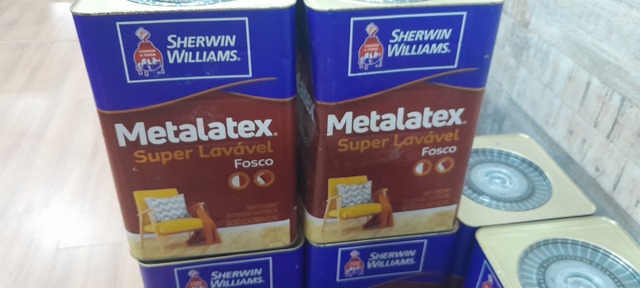 SHERWIN
WILLIAMS.
Metalatex
Super Lavável
Fosco
SHERWIN
WILLIAMS.
Metalatex
Super Lavável
Fosco
SHERWIN
WILLIAMS.
SHERWIN
WILLIAMS.